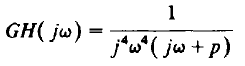 GH(jω) = 1 / j⁴ω⁴(jω + p)